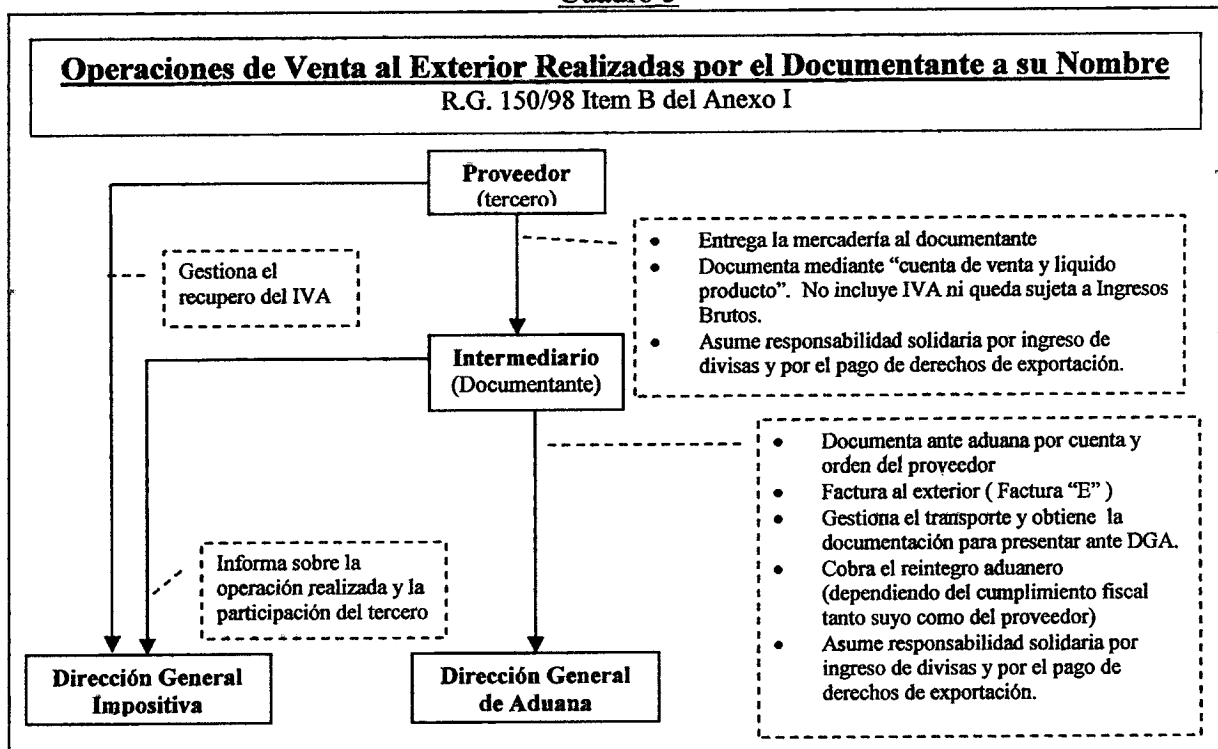 Operaciones de Venta al Exterior Realizadas por el Documentante a su Nombre
R.G. 150/98 Item B del Anexo I
Proveedor
(tercero)
• Entrega la mercadería al documentante
• Documenta mediante “cuenta de venta y liquido
producto”. No incluye IVA ni queda sujeta a Ingresos
Brutos.
• Asume responsabilidad solidaria por ingreso de
divisas y por el pago de derechos de exportación.
Gestiona el
recupero del IVA
Intermediario
(Documentante)
• Documenta ante aduana por cuenta y
orden del proveedor
• Factura al exterior ( Factura “E” )
• Gestiona el transporte y obtiene la
documentación para presentar ante DGA.
• Cobra el reintegro aduanero
(dependiendo del cumplimiento fiscal
tanto suyo como del proveedor)
• Asume responsabilidad solidaria por
ingreso de divisas y por el pago de
derechos de exportación.
Informa sobre la
operación realizada y la
participación del tercero
Dirección General
Impositiva
Dirección General
de Aduana